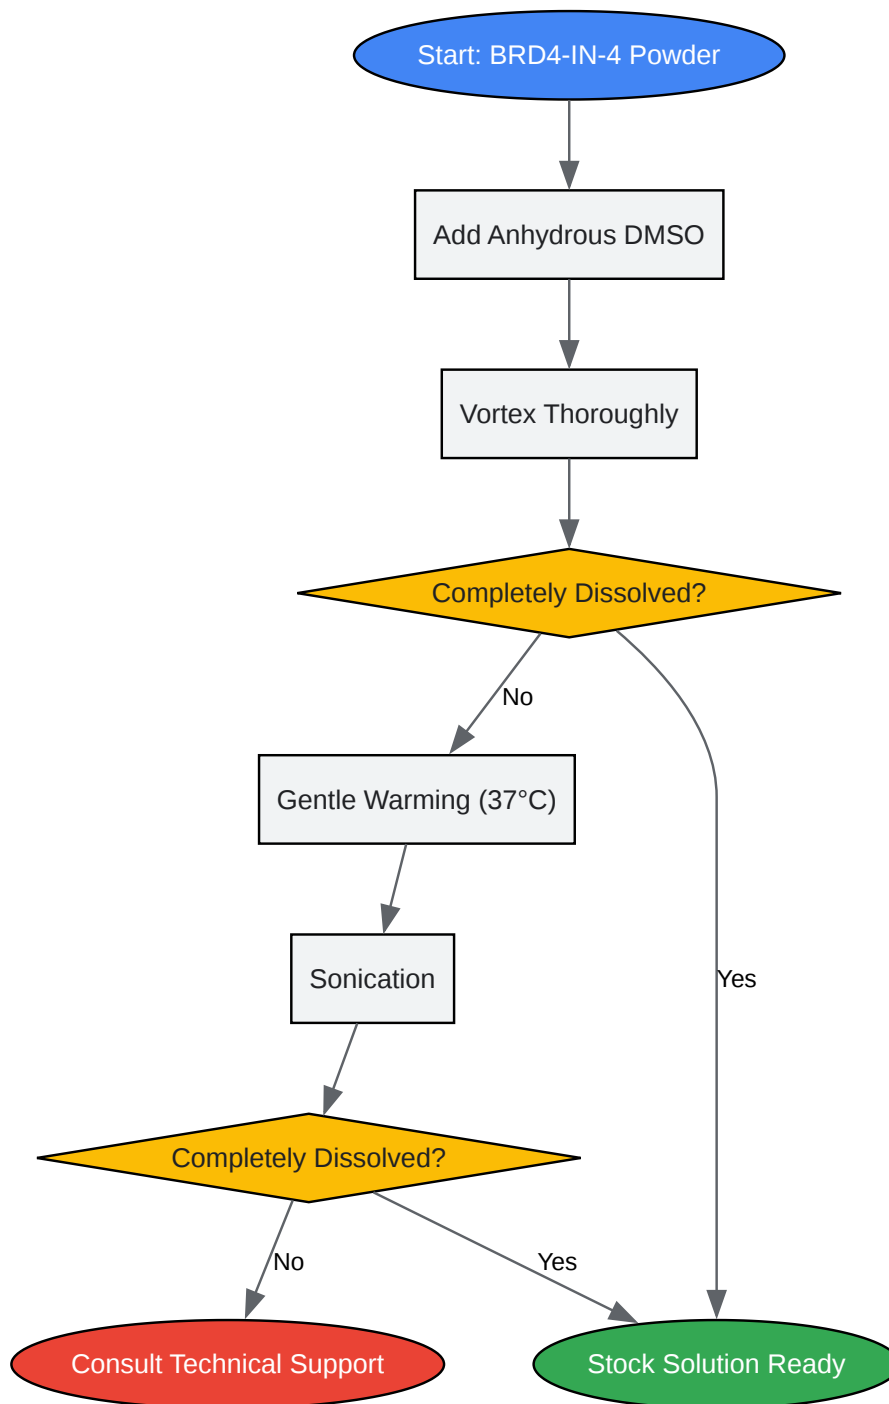 Start: BRD4-IN-4 Powder
Add Anhydrous DMSO
Vortex Thoroughly
Completely Dissolved?
No
Gentle Warming (37°C)
Sonication
Yes
Completely Dissolved?
No
Yes
Consult Technical Support
Stock Solution Ready